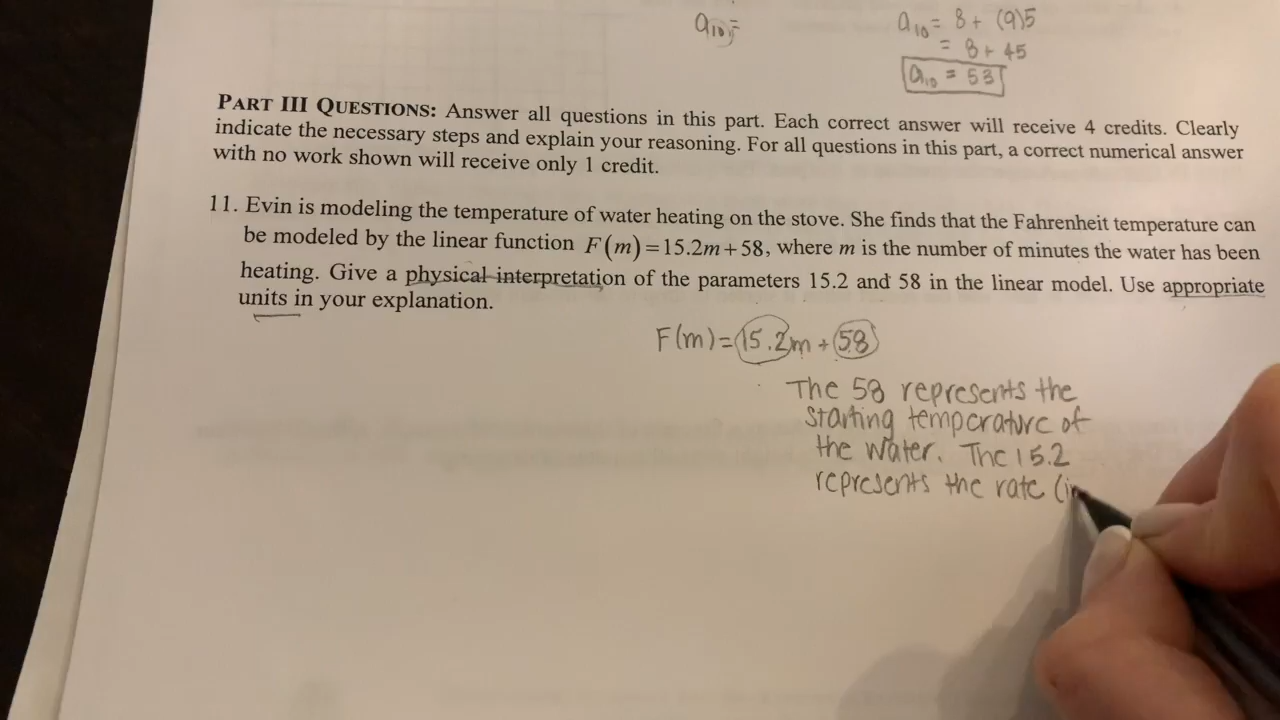 a10=
a10 = 8 + (9)5
= 8 + 45
a10 = 53
PART III QUESTIONS: Answer all questions in this part. Each correct answer will receive 4 credits. Clearly
indicate the necessary steps and explain your reasoning. For all questions in this part, a correct numerical answer
with no work shown will receive only 1 credit.
11. Evin is modeling the temperature of water heating on the stove. She finds that the Fahrenheit temperature can
be modeled by the linear function F(m)=15.2m+58, where m is the number of minutes the water has been
heating. Give a physical interpretation of the parameters 15.2 and 58 in the linear model. Use appropriate
units in your explanation.
F(m)=15.2m+58
The 58 represents the
starting temperature of
the water. The 15.2
represents the rate (in